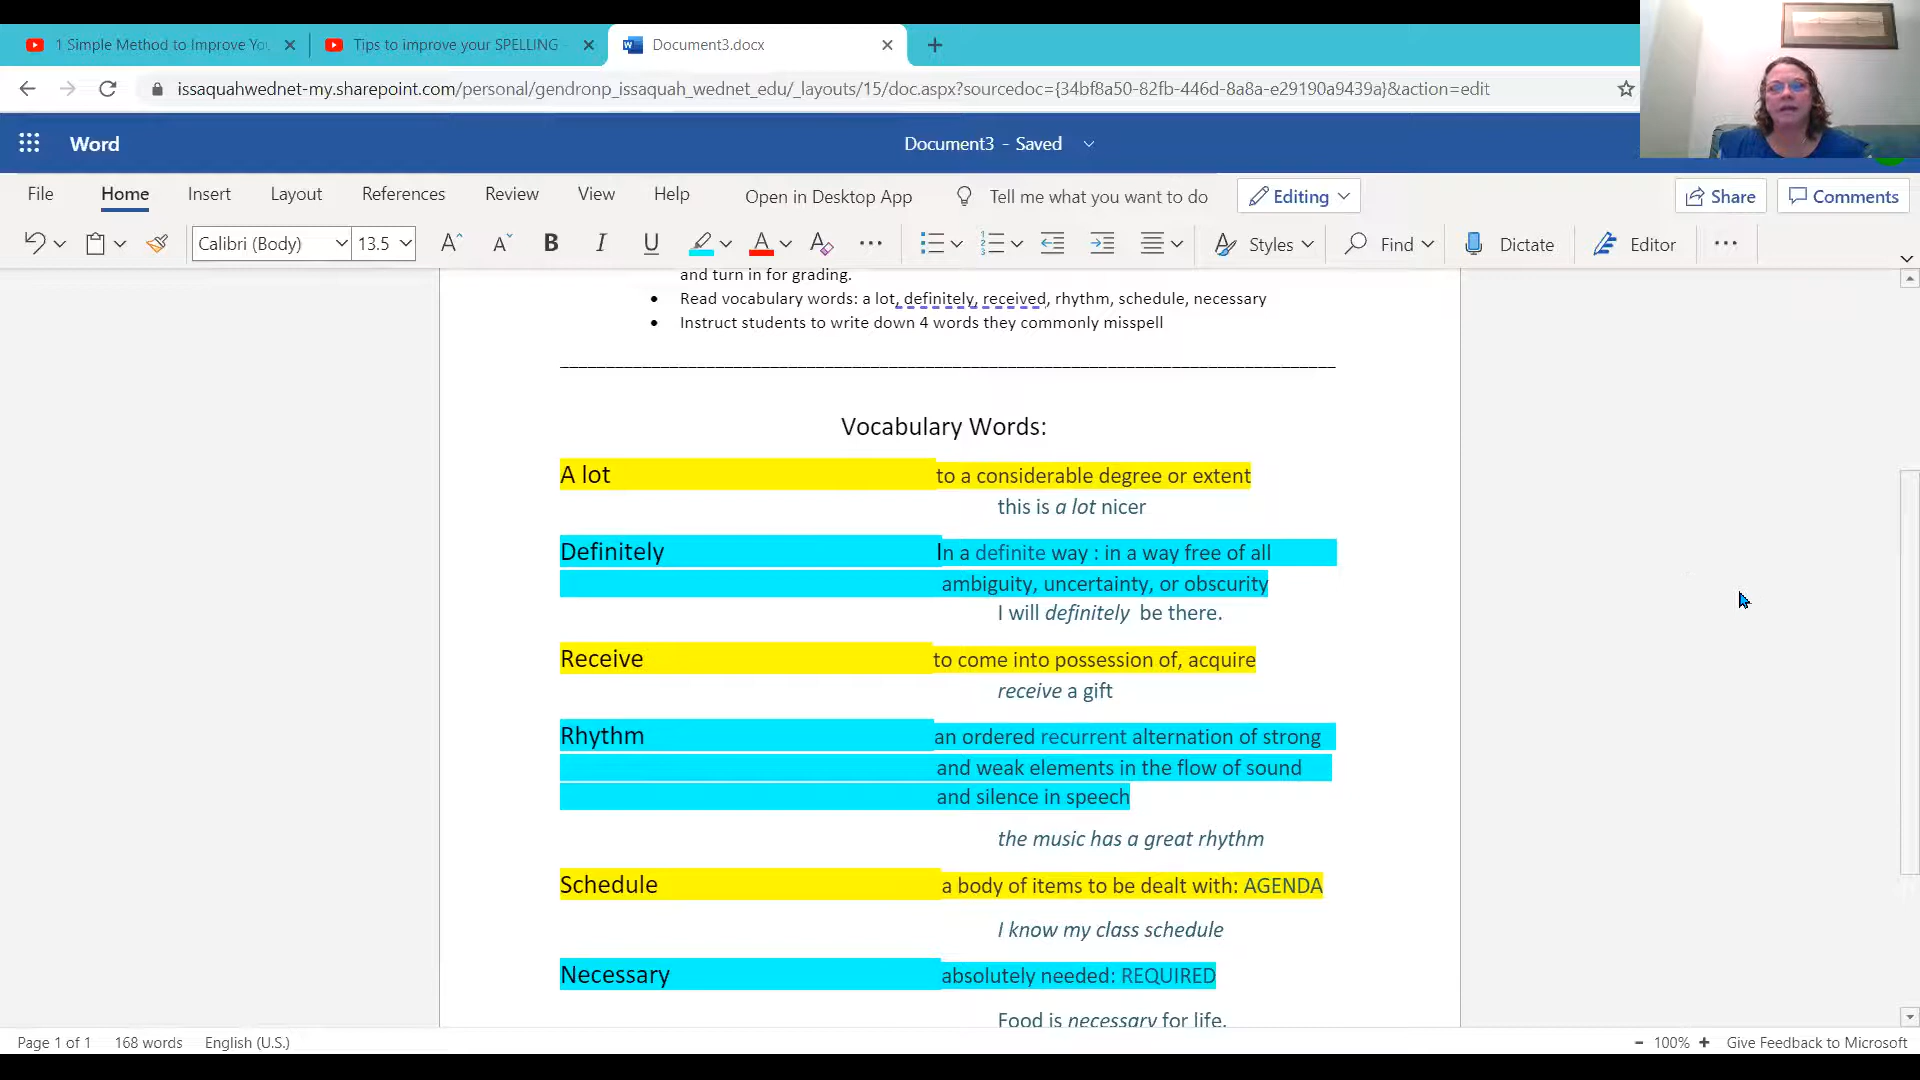 1 Simple Method to Improve Yo
Tips to improve your SPELLING
Document3.docx
issaquahwednet-my.sharepoint.com/personal/gendronp_issaquah_wednet_edu/_layouts/15/doc.aspx?sourcedoc={34bf8a50-82fb-446d-8a8a-e29190a9439a}&action=edit
Word
Document3 - Saved
File Home Insert Layout References Review View Help Open in Desktop App Tell me what you want to do Editing Share Comments
Calibri (Body) 13.5 A A B I U A A Styles Find Dictate Editor
and turn in for grading.
• Read vocabulary words: a lot, definitely, received, rhythm, schedule, necessary
• Instruct students to write down 4 words they commonly misspell
Vocabulary Words:
A lot to a considerable degree or extent
this is a lot nicer
Definitely In a definite way : in a way free of all
ambiguity, uncertainty, or obscurity
I will definitely be there.
Receive to come into possession of, acquire
receive a gift
Rhythm an ordered recurrent alternation of strong
and weak elements in the flow of sound
and silence in speech
the music has a great rhythm
Schedule a body of items to be dealt with: AGENDA
I know my class schedule
Necessary absolutely needed: REQUIRED
Food is necessary for life.
Page 1 of 1 168 words English (U.S.) - 100% + Give Feedback to Microsoft